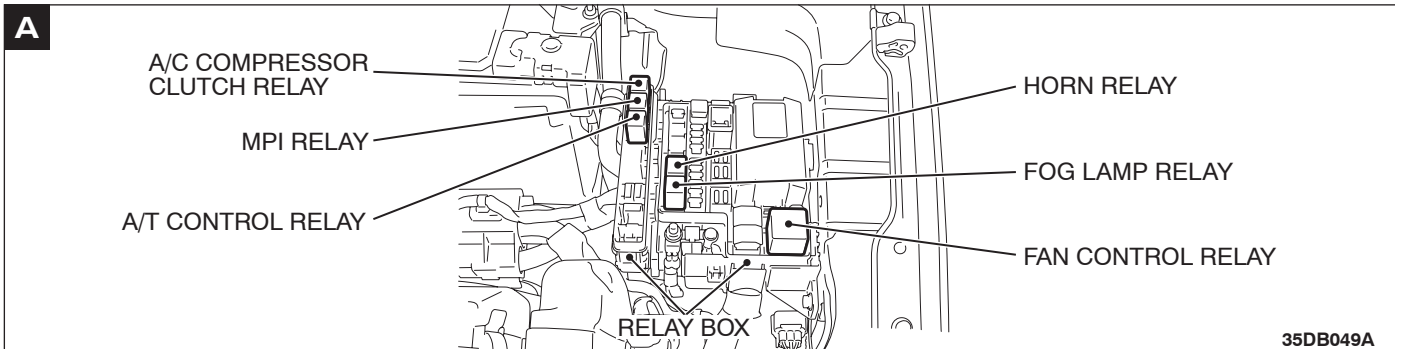 A
A/C COMPRESSOR
CLUTCH RELAY
MPI RELAY
A/T CONTROL RELAY
HORN RELAY
FOG LAMP RELAY
FAN CONTROL RELAY
RELAY BOX
35DB049A